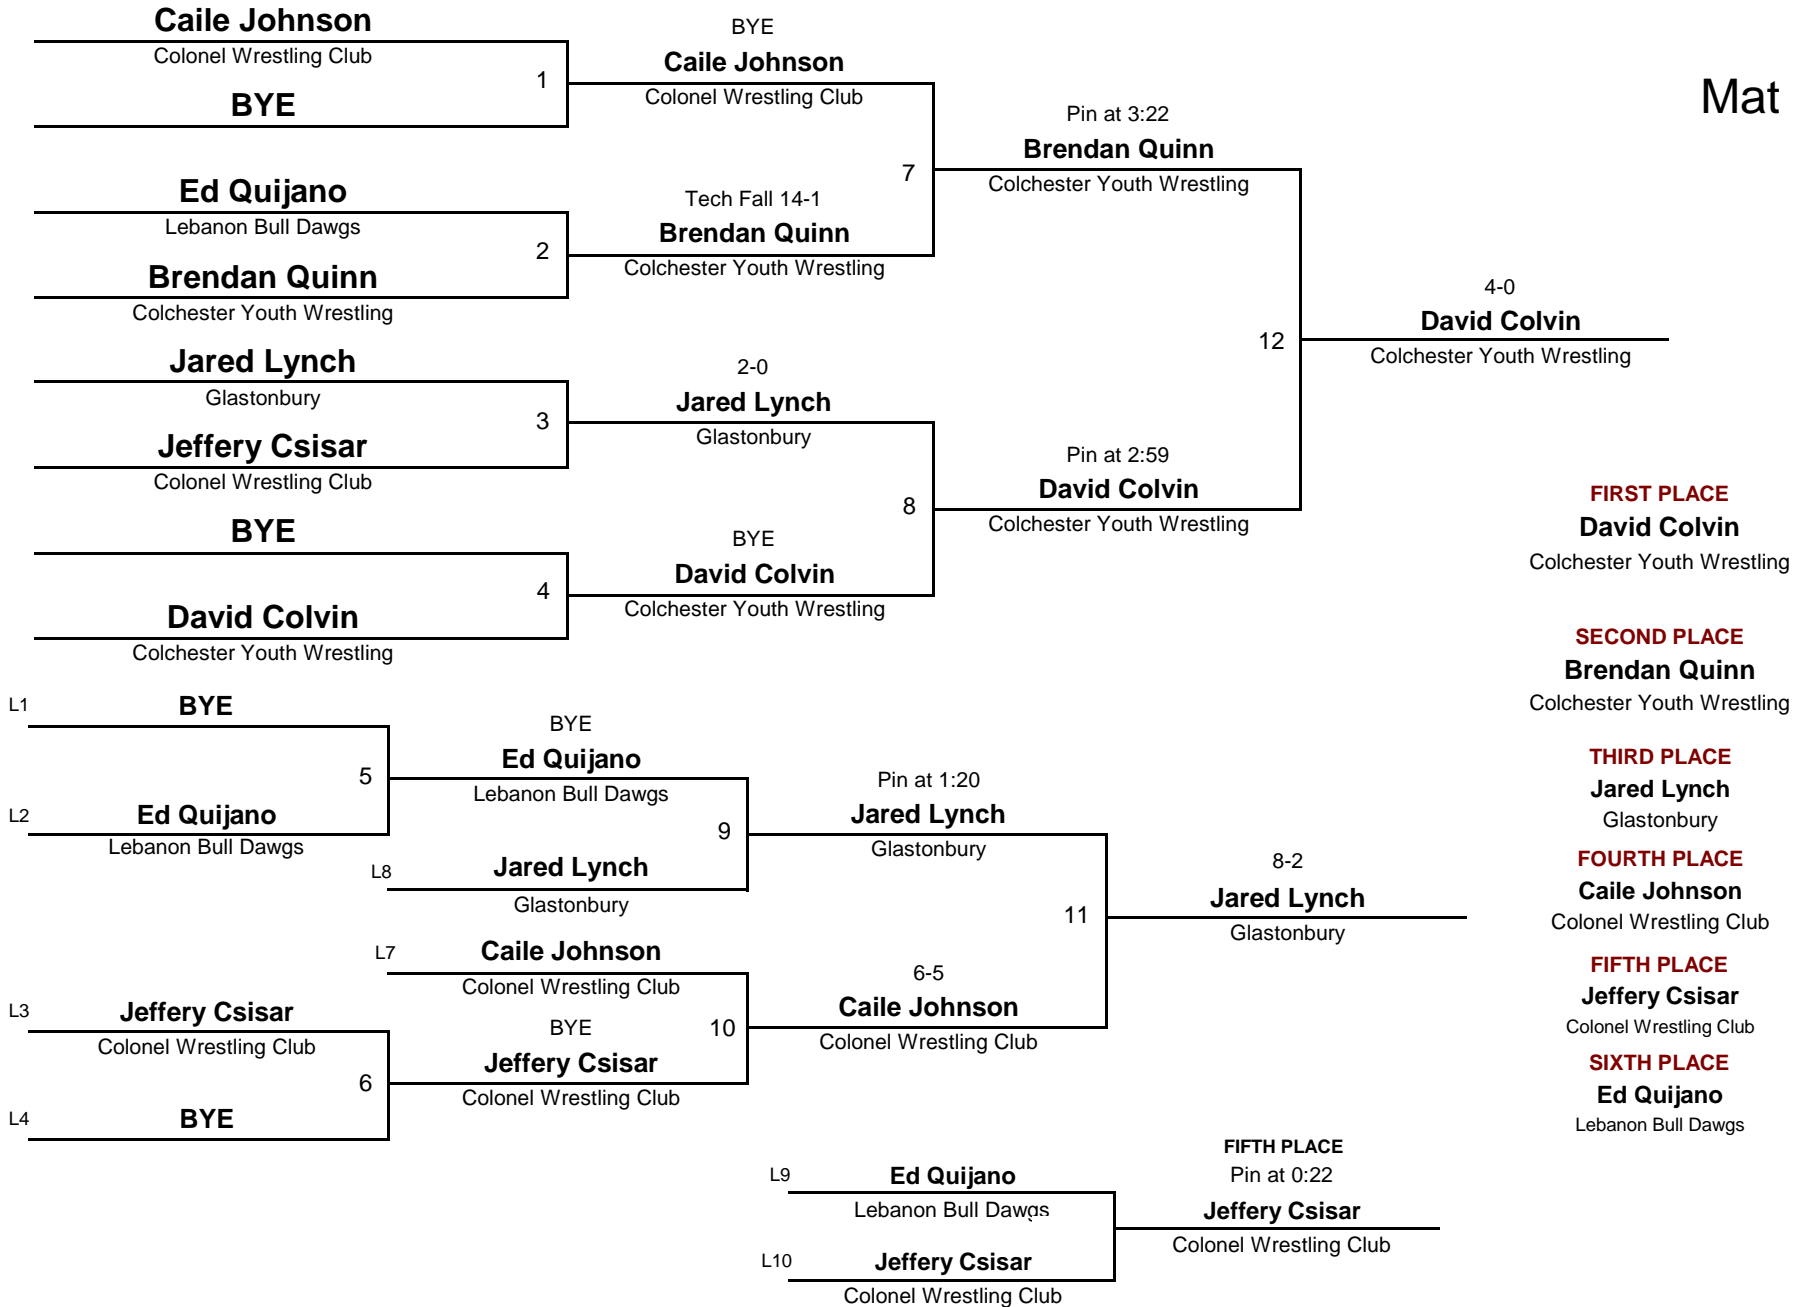 Caile Johnson
Colonel Wrestling Club
1
BYE
Ed Quijano
Lebanon Bull Dawgs
2
Brendan Quinn
Colchester Youth Wrestling
Jared Lynch
Glastonbury
3
Jeffery Csisar
Colonel Wrestling Club
BYE
4
David Colvin
Colchester Youth Wrestling
BYE
Caile Johnson
Colonel Wrestling Club
7
Tech Fall 14-1
Brendan Quinn
Colchester Youth Wrestling
2-0
Jared Lynch
Glastonbury
8
BYE
David Colvin
Colchester Youth Wrestling
Pin at 3:22
Brendan Quinn
Colchester Youth Wrestling
12
Pin at 2:59
David Colvin
Colchester Youth Wrestling
4-0
David Colvin
Colchester Youth Wrestling
Mat
L1
BYE
5
L2
Ed Quijano
Lebanon Bull Dawgs
L3
Jeffery Csisar
Colonel Wrestling Club
6
L4
BYE
BYE
Ed Quijano
Lebanon Bull Dawgs
9
L8
Jared Lynch
Glastonbury
L7
Caile Johnson
Colonel Wrestling Club
10
BYE
Jeffery Csisar
Colonel Wrestling Club
Pin at 1:20
Jared Lynch
Glastonbury
11
6-5
Caile Johnson
Colonel Wrestling Club
8-2
Jared Lynch
Glastonbury
L9
Ed Quijano
Lebanon Bull Dawgs
L10
Jeffery Csisar
Colonel Wrestling Club
FIFTH PLACE
Pin at 0:22
Jeffery Csisar
Colonel Wrestling Club
FIRST PLACE
David Colvin
Colchester Youth Wrestling
SECOND PLACE
Brendan Quinn
Colchester Youth Wrestling
THIRD PLACE
Jared Lynch
Glastonbury
FOURTH PLACE
Caile Johnson
Colonel Wrestling Club
FIFTH PLACE
Jeffery Csisar
Colonel Wrestling Club
SIXTH PLACE
Ed Quijano
Lebanon Bull Dawgs